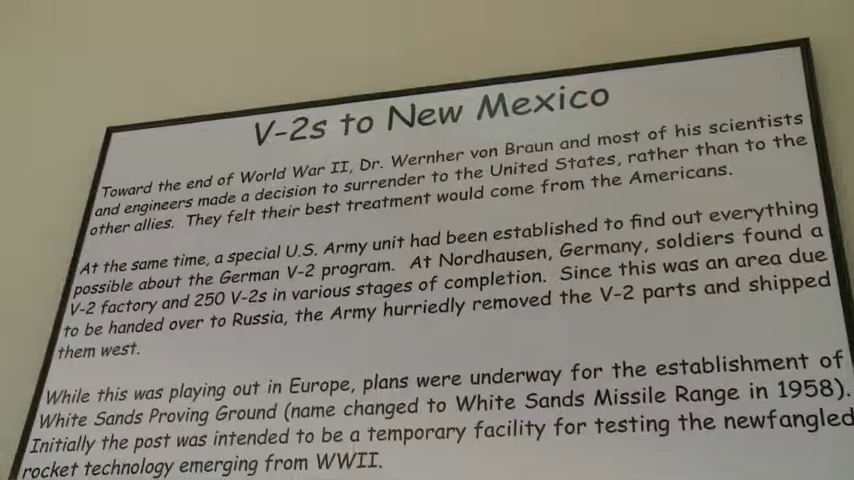 V-2s to New Mexico
Toward the end of World War II, Dr. Wernher von Braun and most of his scientists
and engineers made a decision to surrender to the United States, rather than to the
other allies. They felt their best treatment would come from the Americans.
At the same time, a special U.S. Army unit had been established to find out everything
possible about the German V-2 program. At Nordhausen, Germany, soldiers found a
V-2 factory and 250 V-2s in various stages of completion. Since this was an area due
to be handed over to Russia, the Army hurriedly removed the V-2 parts and shipped
them west.
While this was playing out in Europe, plans were underway for the establishment of
White Sands Proving Ground (name changed to White Sands Missile Range in 1958).
Initially the post was intended to be a temporary facility for testing the newfangled
rocket technology emerging from WWII.